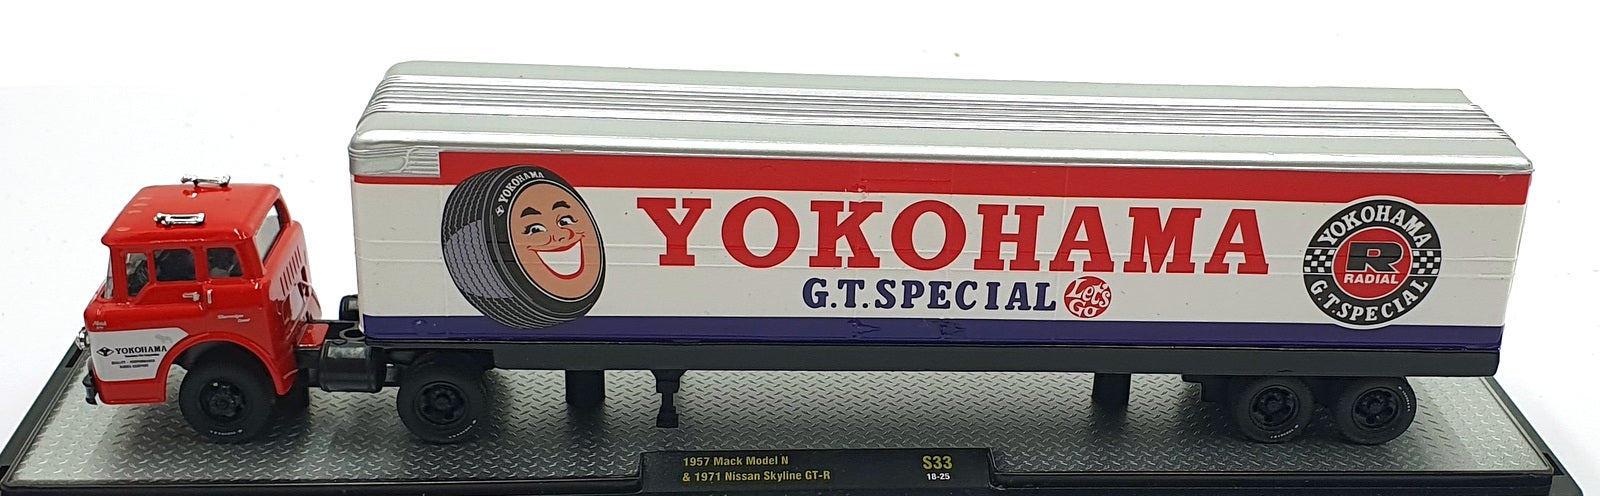 YOKOHAMA
YOKOHAMA
G.T.SPECIAL
Let's
Go
YOKOHAMA
R
RADIAL
G.T.SPECIAL
Mack
YOKOHAMA
1957 Mack Model N
& 1971 Nissan Skyline GT-R
S33
18-25